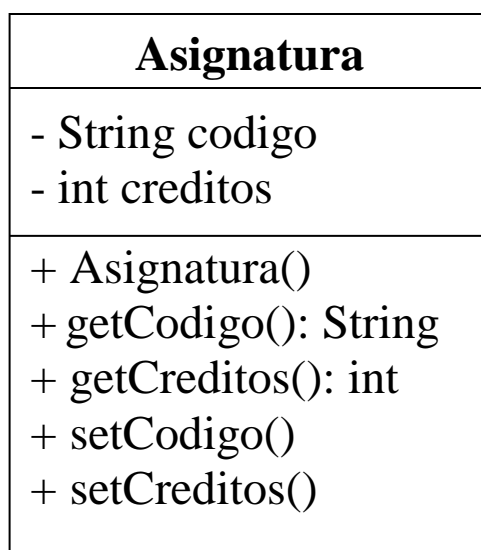 Asignatura
- String codigo
- int creditos
+ Asignatura()
+ getCodigo(): String
+ getCreditos(): int
+ setCodigo()
+ setCreditos()